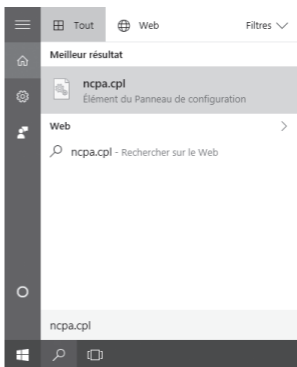 Tout Web Filtres
Meilleur résultat
ncpa.cpl
Élément du Panneau de configuration
Web
ncpa.cpl - Rechercher sur le Web
ncpa.cpl